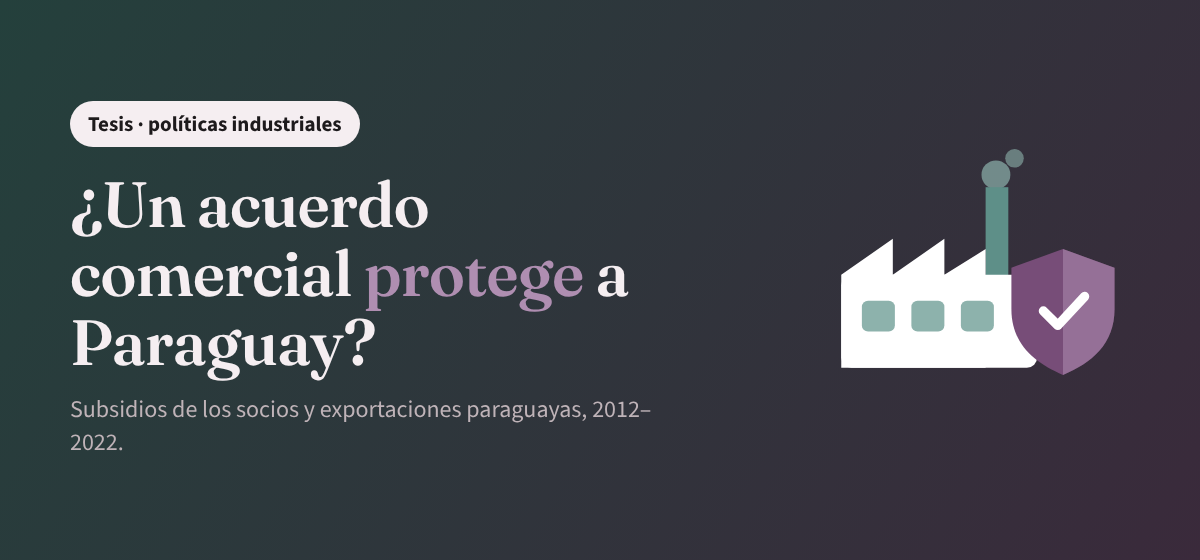 Tesis · políticas industriales
¿Un acuerdo
comercial protege a
Paraguay?
Subsidios de los socios y exportaciones paraguayas, 2012–
2022.